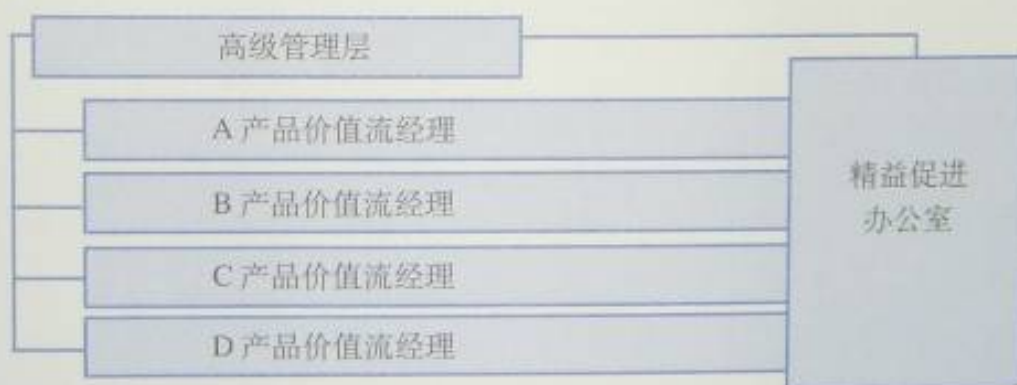 高级管理层
A 产品价值流经理
B 产品价值流经理
C 产品价值流经理
D 产品价值流经理
精益促进
办公室